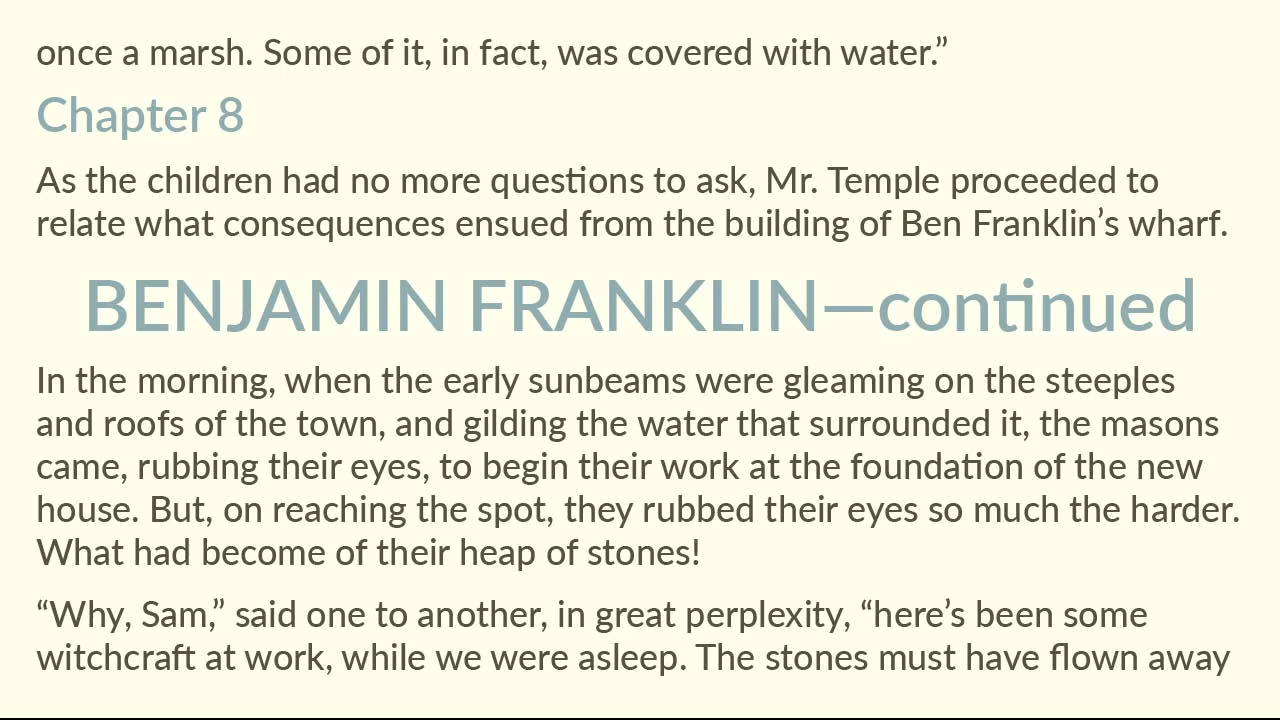 once a marsh. Some of it, in fact, was covered with water.”
Chapter 8
As the children had no more questions to ask, Mr. Temple proceeded to
relate what consequences ensued from the building of Ben Franklin’s wharf.
BENJAMIN FRANKLIN—continued
In the morning, when the early sunbeams were gleaming on the steeples
and roofs of the town, and gilding the water that surrounded it, the masons
came, rubbing their eyes, to begin their work at the foundation of the new
house. But, on reaching the spot, they rubbed their eyes so much the harder.
What had become of their heap of stones!
“Why, Sam,” said one to another, in great perplexity, “here’s been some
witchcraft at work, while we were asleep. The stones must have flown away